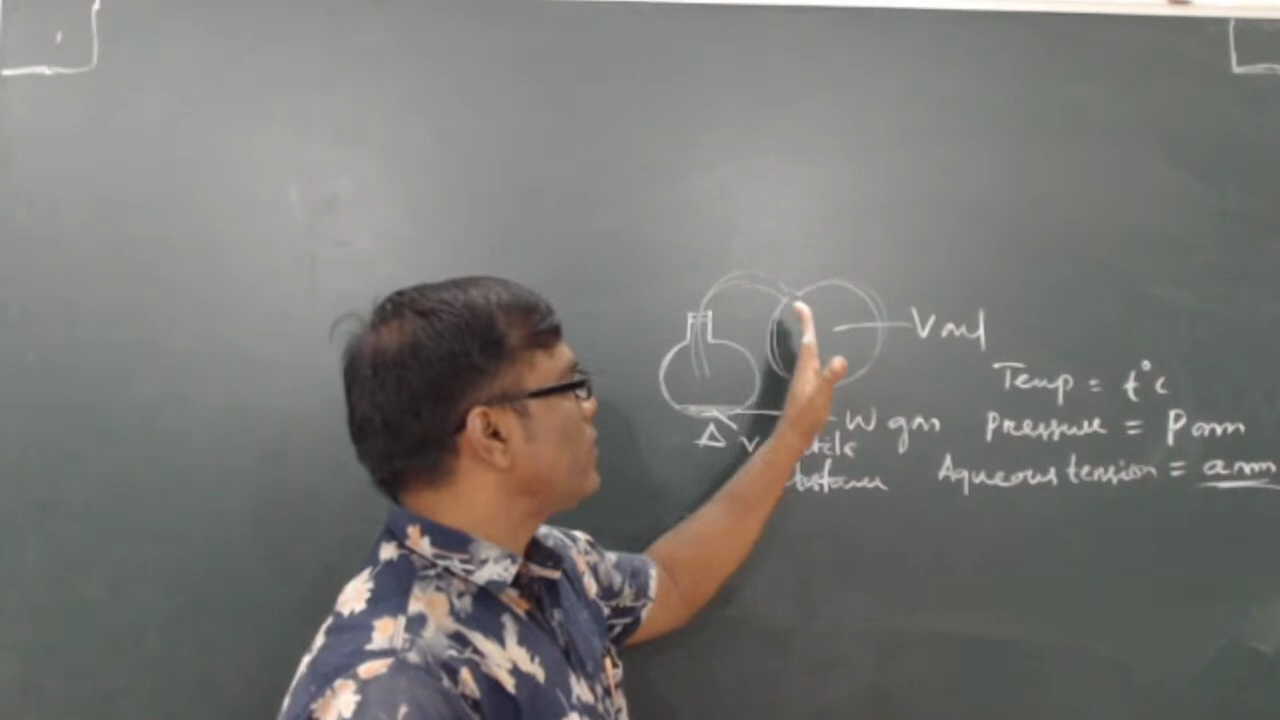 V ml
Temp = t°c
W gm Pressure = P mm
Δ
Aqueous tension = a mm